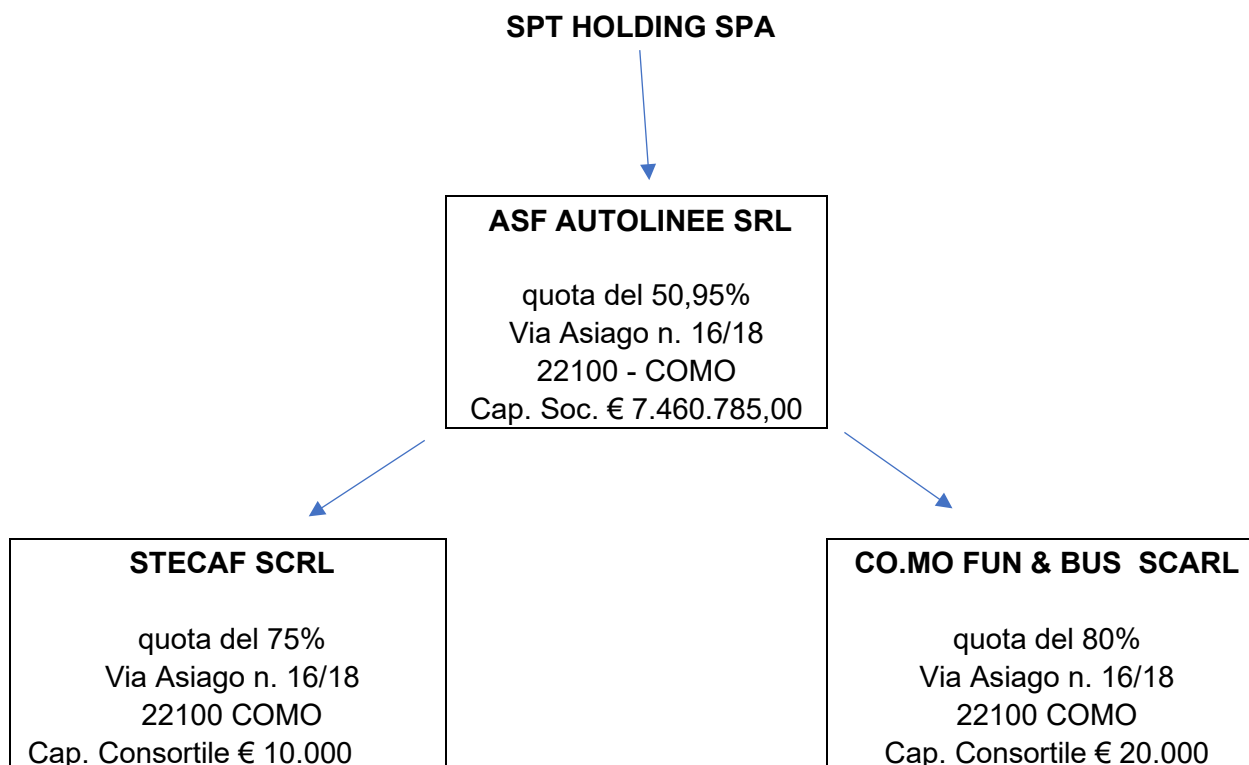 SPT HOLDING SPA
ASF AUTOLINEE SRL
quota del 50,95%
Via Asiago n. 16/18
22100 - COMO
Cap. Soc. € 7.460.785,00
STECAF SCRL
quota del 75%
Via Asiago n. 16/18
22100 COMO
Cap. Consortile € 10.000
CO.MO FUN & BUS SCARL
quota del 80%
Via Asiago n. 16/18
22100 COMO
Cap. Consortile € 20.000